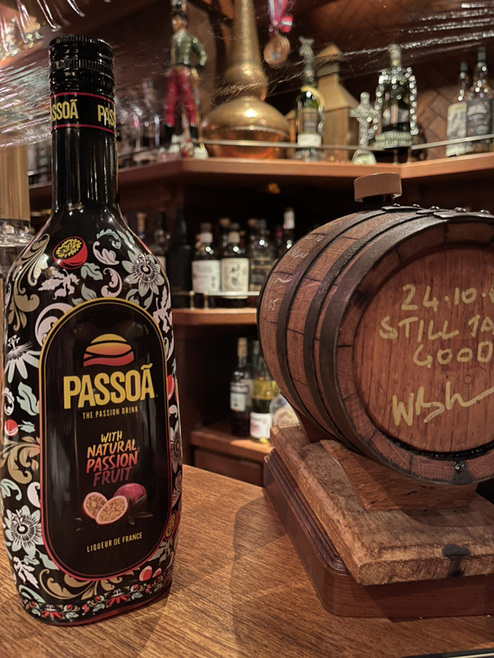 PASSOÃ
PASSOÃ
THE PASSION DRINK
WITH
NATURAL
PASSION
FRUIT
LIQUEUR DE FRANCE
24.10.
STILL
GOOD